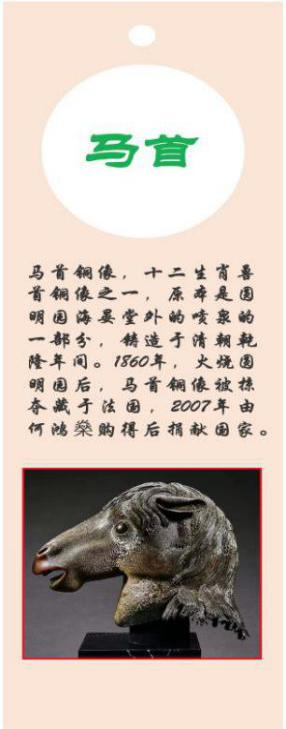 马首
马首铜像，十二生肖兽
首铜像之一，原本是圆
明园海晏堂外的喷泉的
一部分，铸造于清朝乾
隆年间。1860年，火烧圆
明园后，马首铜像被掠
夺藏于法国，2007年由
何鸿燊购得后捐献国家。